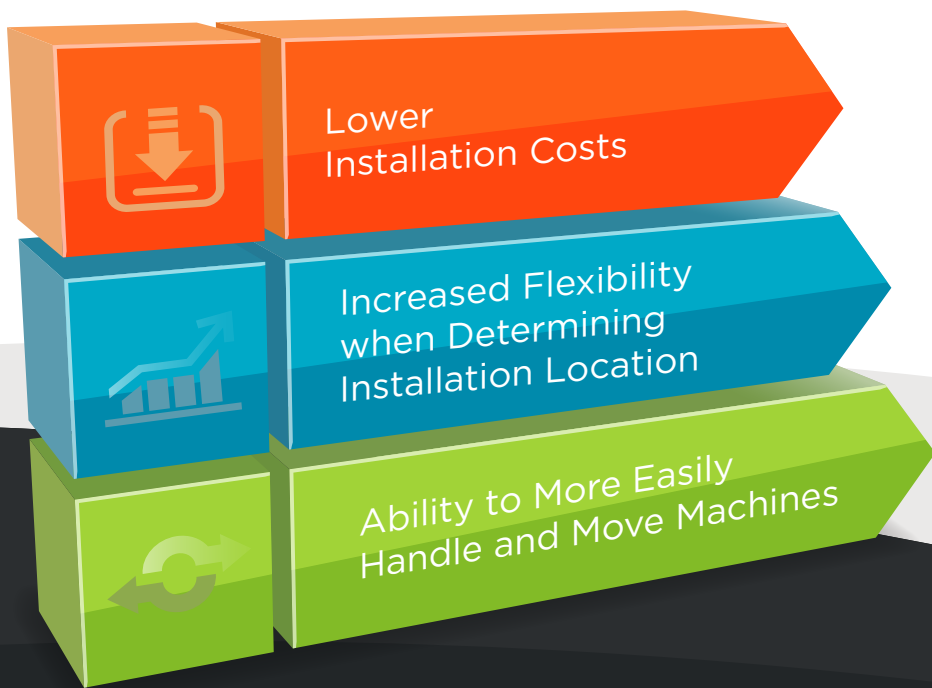 Lower
Installation Costs
Increased Flexibility
when Determining
Installation Location
Ability to More Easily
Handle and Move Machines